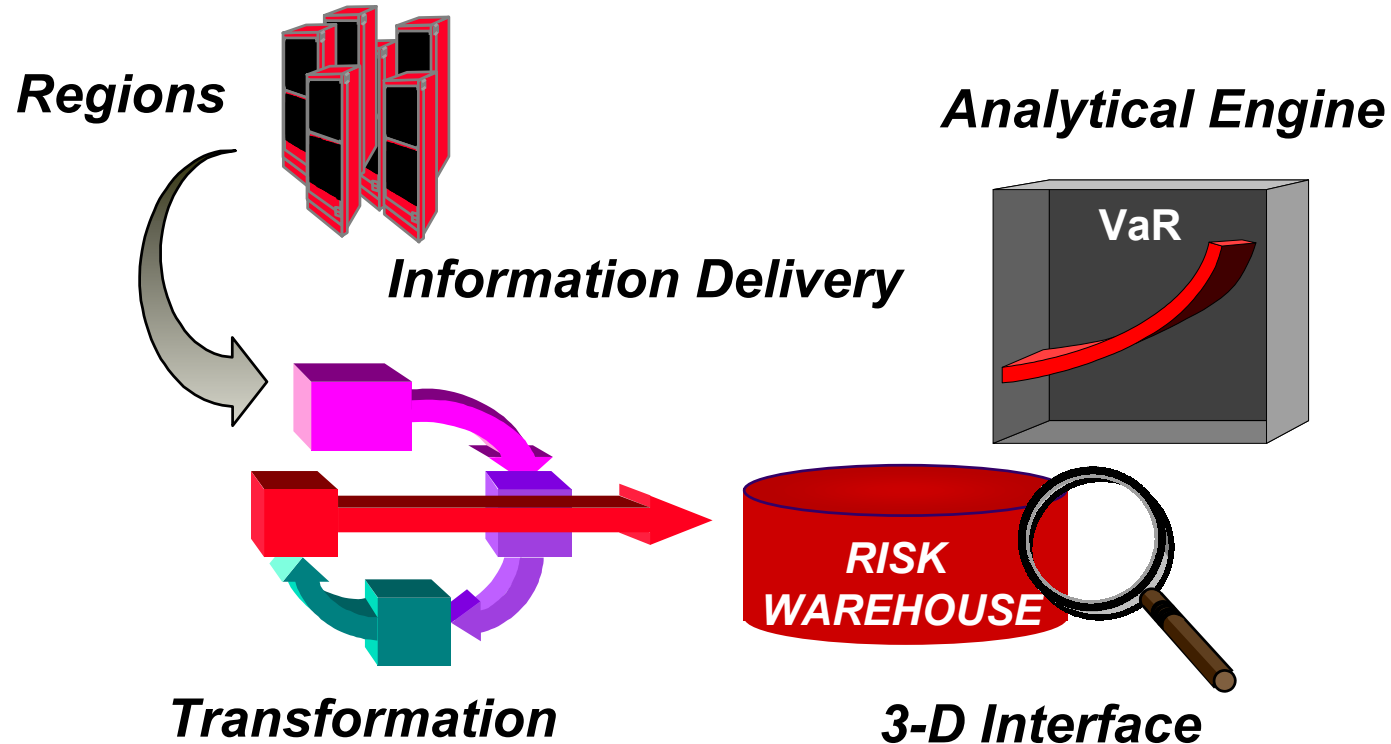 Regions
Analytical Engine
VaR
Information Delivery
RISK
WAREHOUSE
Transformation
3-D Interface